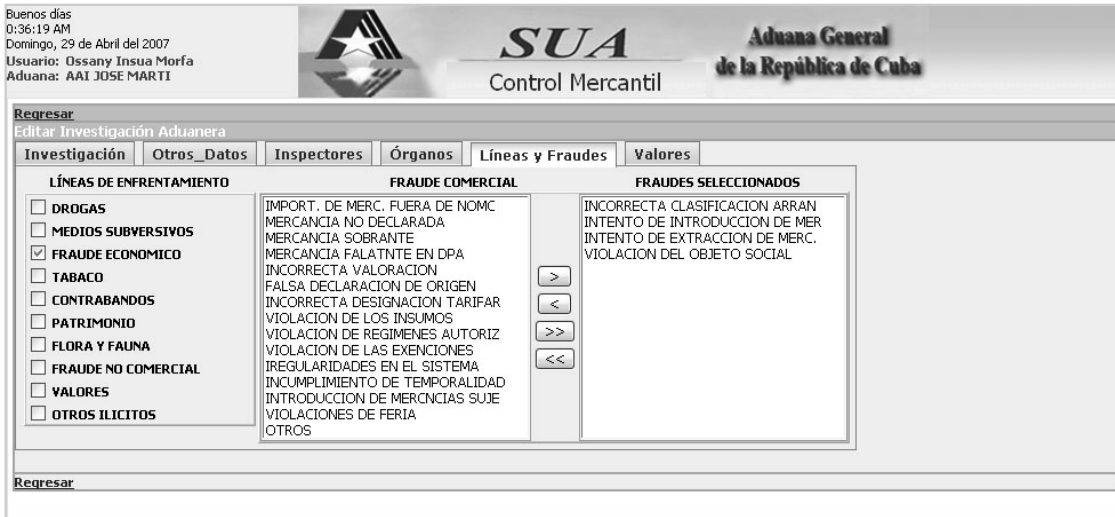 Buenos días
0:36:19 AM
Domingo, 29 de Abril del 2007
Usuario: Ossany Insua Morfa
Aduana: AAI JOSE MARTI
SUA
Control Mercantil
Aduana General
de la República de Cuba
Regresar
Editar Investigación Aduanera
Investigación Otros_Datos Inspectores Órganos Líneas y Fraudes Valores
LÍNEAS DE ENFRENTAMIENTO
DROGAS
MEDIOS SUBVERSIVOS
FRAUDE ECONOMICO
TABACO
CONTRABANDOS
PATRIMONIO
FLORA Y FAUNA
FRAUDE NO COMERCIAL
VALORES
OTROS ILICITOS
FRAUDE COMERCIAL
IMPORT. DE MERC. FUERA DE NOMC
MERCANCIA NO DECLARADA
MERCANCIA SOBRANTE
MERCANCIA FALATNTE EN DPA
INCORRECTA VALORACION
FALSA DECLARACION DE ORIGEN
INCORRECTA DESIGNACION TARIFAR
VIOLACION DE LOS INSUMOS
VIOLACION DE REGIMENES AUTORIZ
VIOLACION DE LAS EXENCIONES
IREGULARIDADES EN EL SISTEMA
INCUMPLIMIENTO DE TEMPORALIDAD
INTRODUCCION DE MERCNCIAS SUJE
VIOLACIONES DE FERIA
OTROS
>
<
>>
<<
FRAUDES SELECCIONADOS
INCORRECTA CLASIFICACION ARRAN
INTENTO DE INTRODUCCION DE MER
INTENTO DE EXTRACCION DE MERC.
VIOLACION DEL OBJETO SOCIAL
Regresar